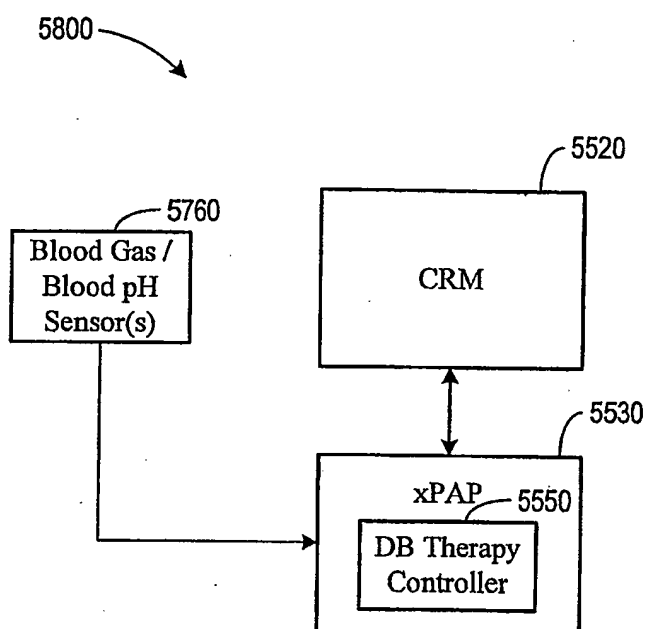 5800
5520
5760
Blood Gas /
Blood pH
Sensor(s)
CRM
5530
xPAP
5550
DB Therapy
Controller